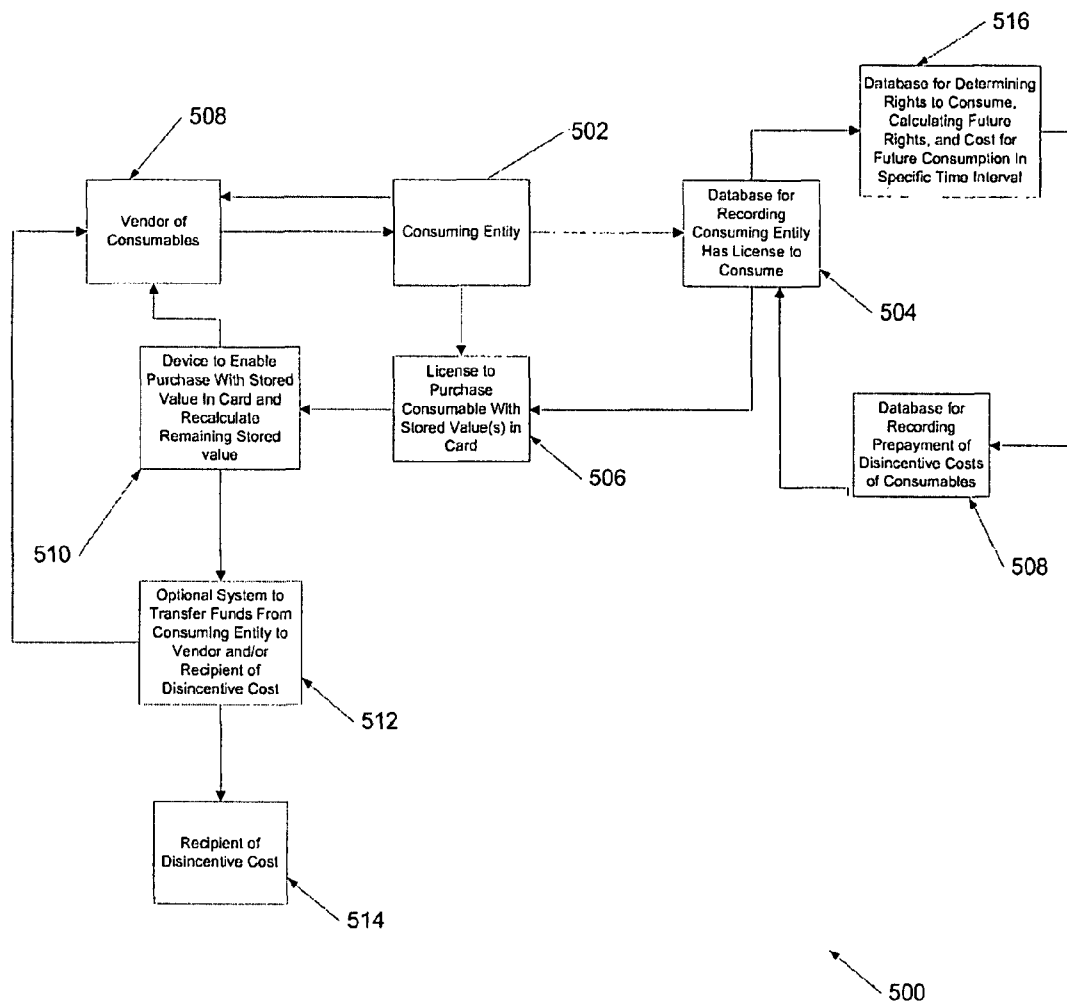 516
Database for Determining
Rights to Consume,
Calculating Future
Rights, and Cost for
Future Consumption In
Specific Time Interval
508
502
Vendor of
Consumables
Consuming Entity
Database for
Recording
Consuming Entity
Has License to
Consume
504
Device to Enable
Purchase With Stored
Value In Card and
Recalculate
Remaining Stored
value
License to
Purchase
Consumable With
Stored Value(s) in
Card
Database for
Recording
Prepayment of
Disincentive Costs
of Consumables
506
510
508
Optional System to
Transfer Funds From
Consuming Entity to
Vendor and/or
Recipient of
Disincentive Cost
512
Recipient of
Disincentive Cost
514
500